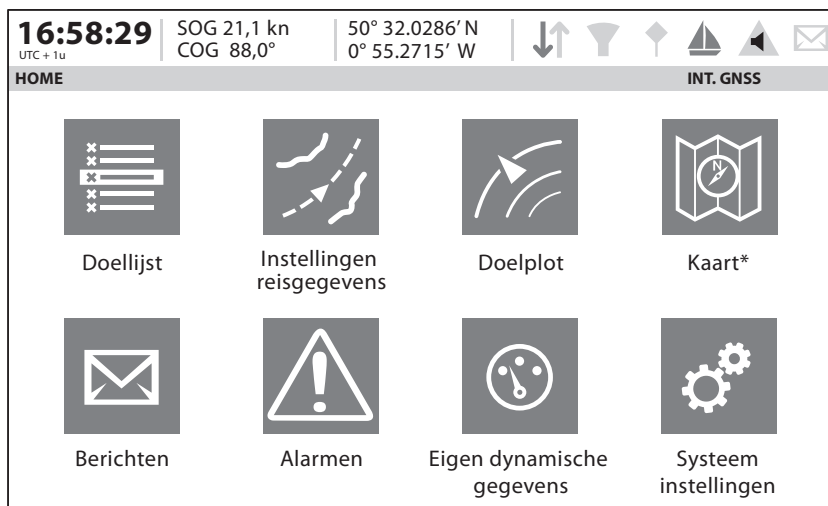 16:58:29
UTC + 1u
SOG 21,1 kn
COG 88,0°
50° 32.0286’ N
0° 55.2715’ W
HOME
INT. GNSS
Doellijst
Instellingen
reisgegevens
Doelplot
N
Kaart*
Berichten
Alarmen
Eigen dynamische
gegevens
Systeem
instellingen